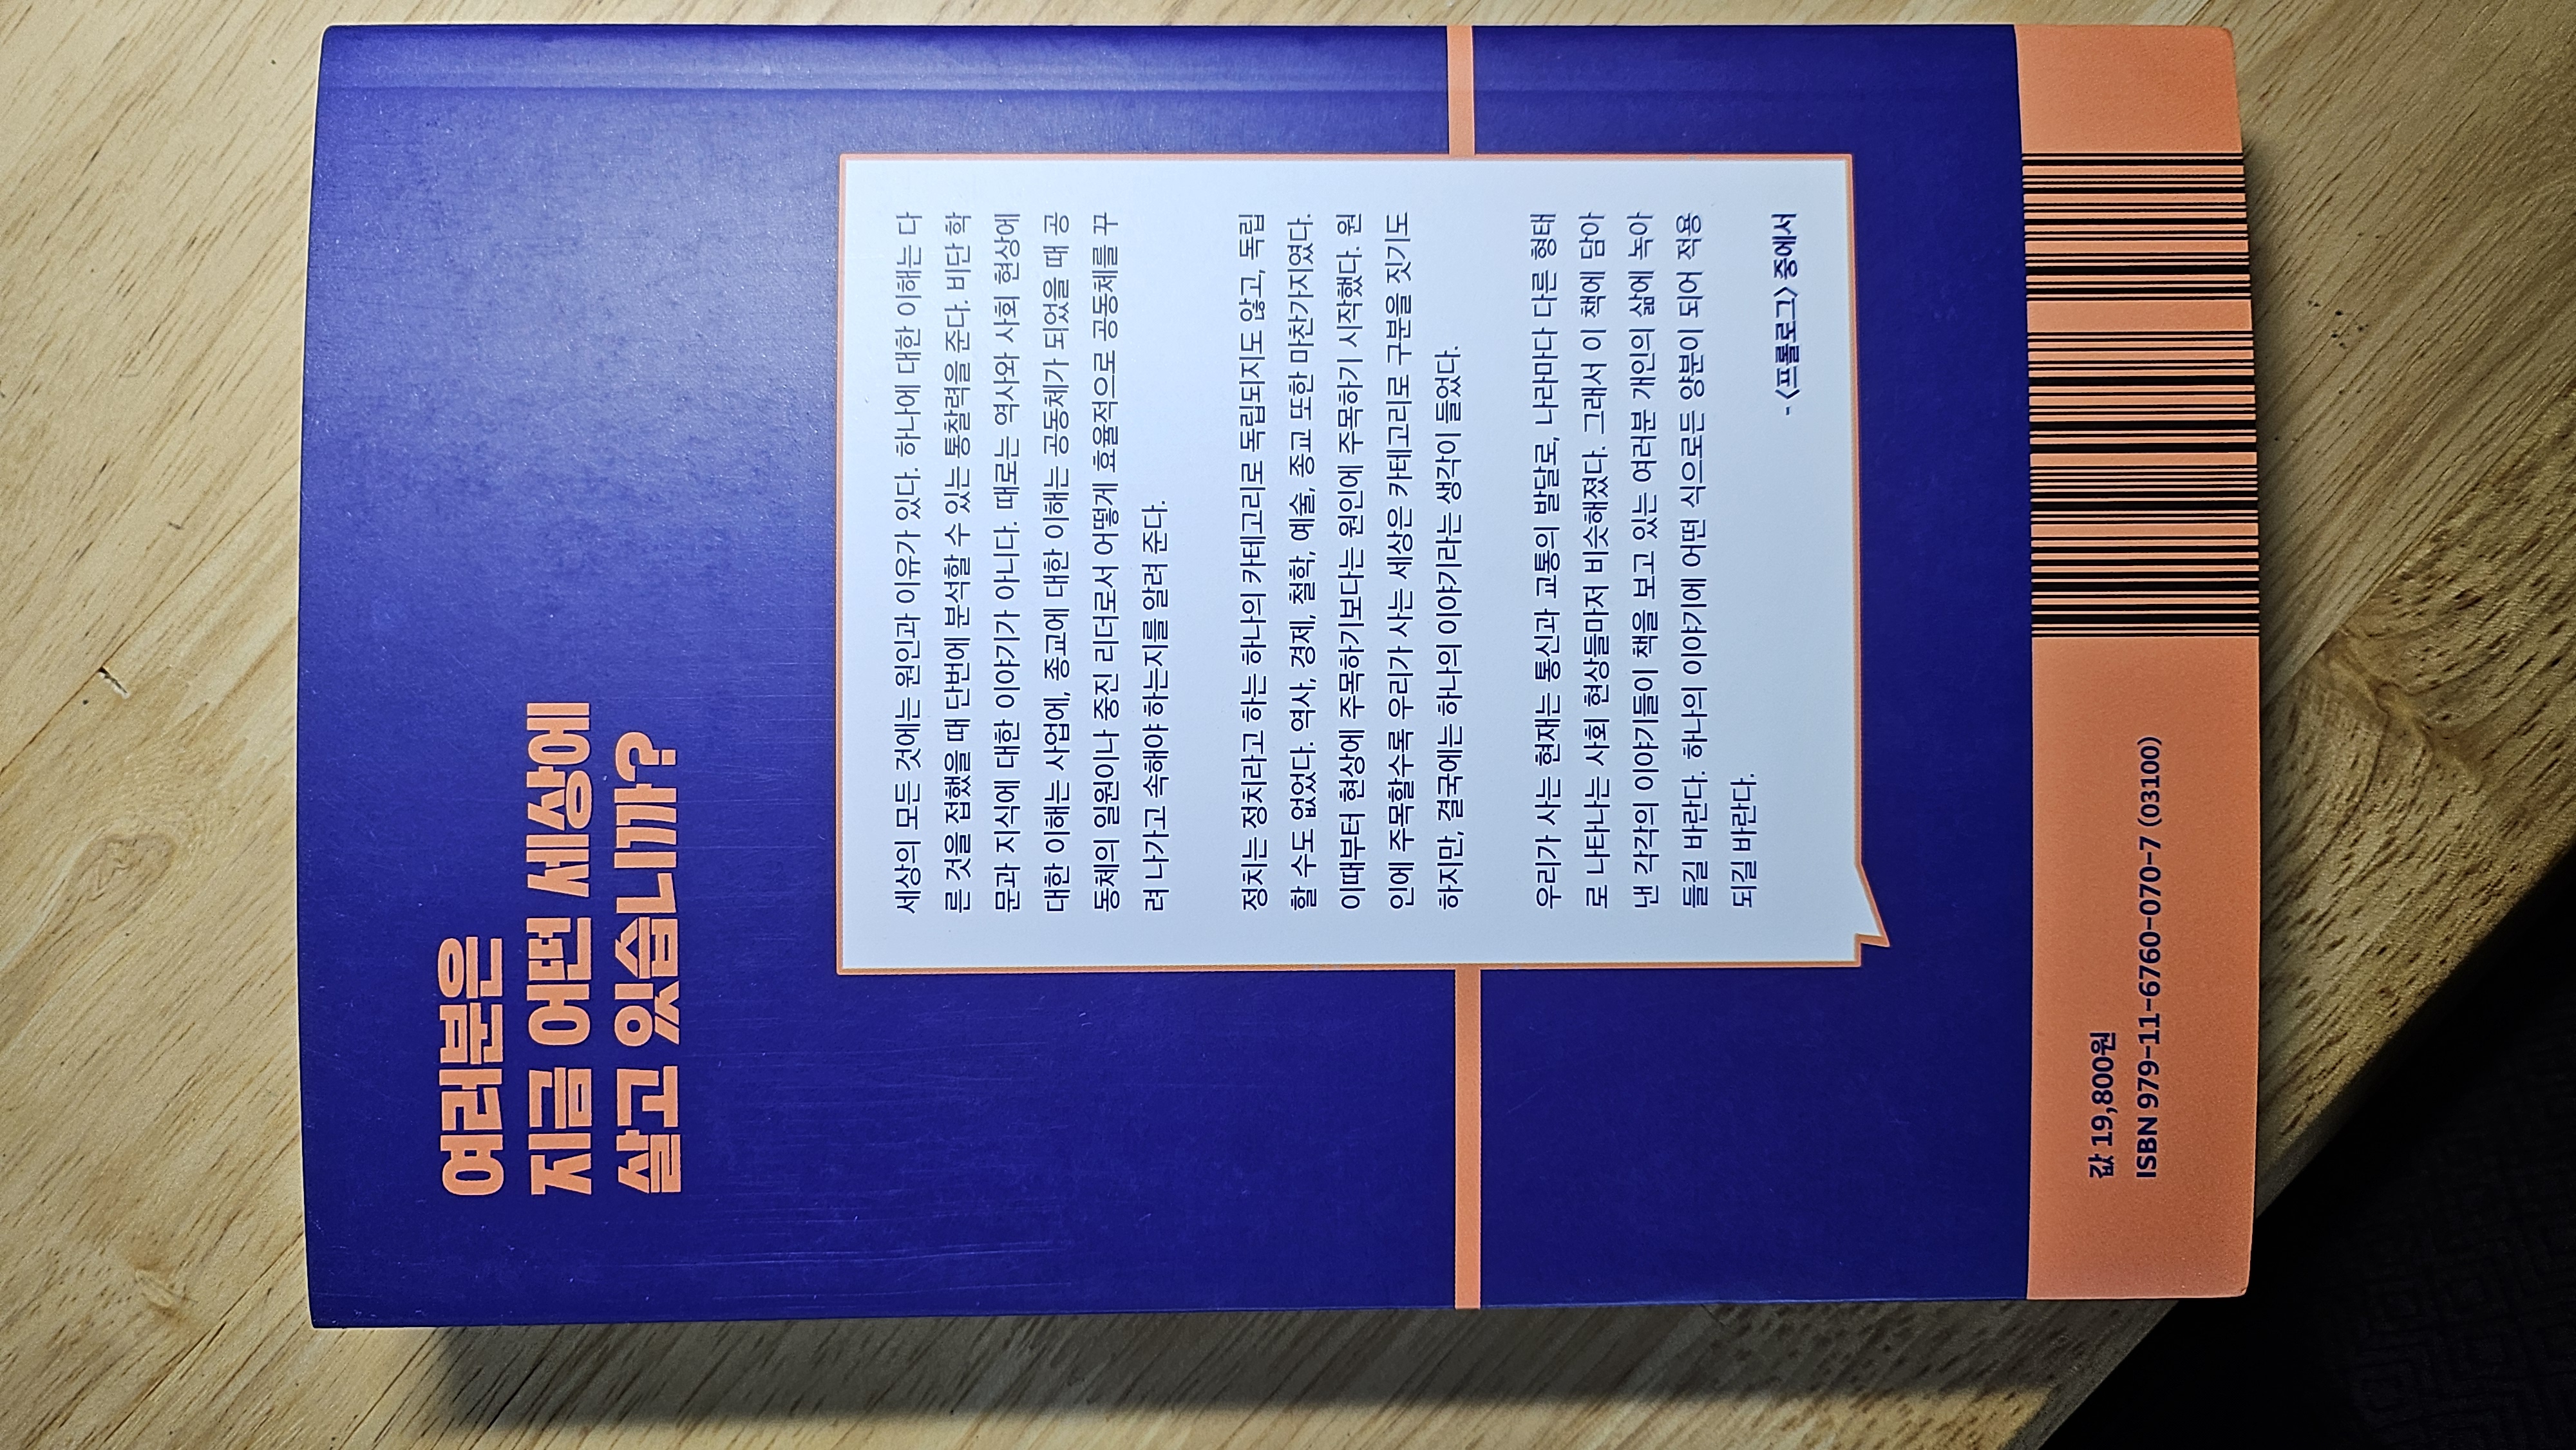 여러분은
지금 어떤 세상에
살고 있습니까?
세상의 모든 것에는 원인과 이유가 있다. 하나에 대한 이해는 다
른 것을 접했을 때 단번에 분석할 수 있는 통찰력을 준다. 비단 학
문과 지식에 대한 이야기가 아니다. 때로는 역사와 사회 현상에
대한 이해는 사업에, 종교에 대한 이해는 공동체가 되었을 때 공
동체의 일원이나 중진 리더로서 어떻게 효율적으로 공동체를 꾸
려 나가고 속해야 하는지를 알려 준다.
정치는 정치라고 하는 하나의 카테고리로 독립되지도 않고, 독립
할 수도 없었다. 역사, 경제, 철학, 예술, 종교 또한 마찬가지였다.
이때부터 현상에 주목하기보다는 원인에 주목하기 시작했다. 원
인에 주목할수록 우리가 사는 세상은 카테고리로 구분을 짓기도
하지만, 결국에는 하나의 이야기라는 생각이 들었다.
우리가 사는 현재는 통신과 교통의 발달로, 나라마다 다른 형태
로 나타나는 사회 현상들마저 비슷해졌다. 그래서 이 책에 담아
낸 각각의 이야기들이 책을 보고 있는 여러분 개인의 삶에 녹아
들길 바란다. 하나의 이야기에 어떤 식으로든 양분이 되어 적용
되길 바란다.
- <프롤로그> 중에서
값 19,800원
ISBN 979-11-6760-070-7 (03100)